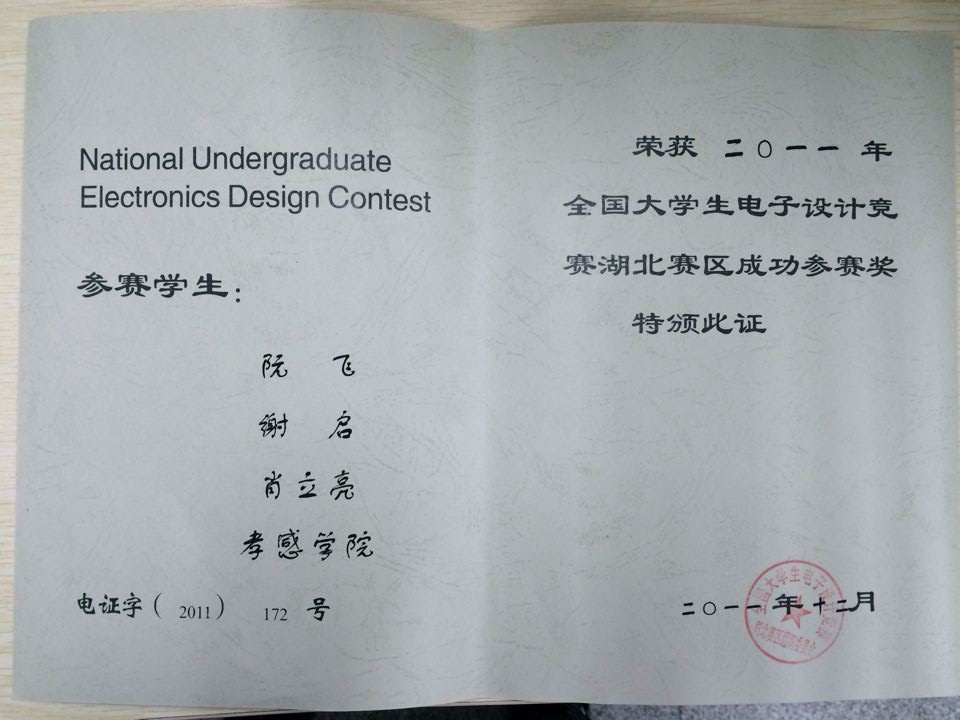 National Undergraduate
Electronics Design Contest
参赛学生:
阮 飞
谢 启
肖立亮
孝感学院
电证字( 2011 ) 172 号
荣获 二〇一一 年
全国大学生电子设计竞
赛湖北赛区成功参赛奖
特颁此证
二〇一一年十二月